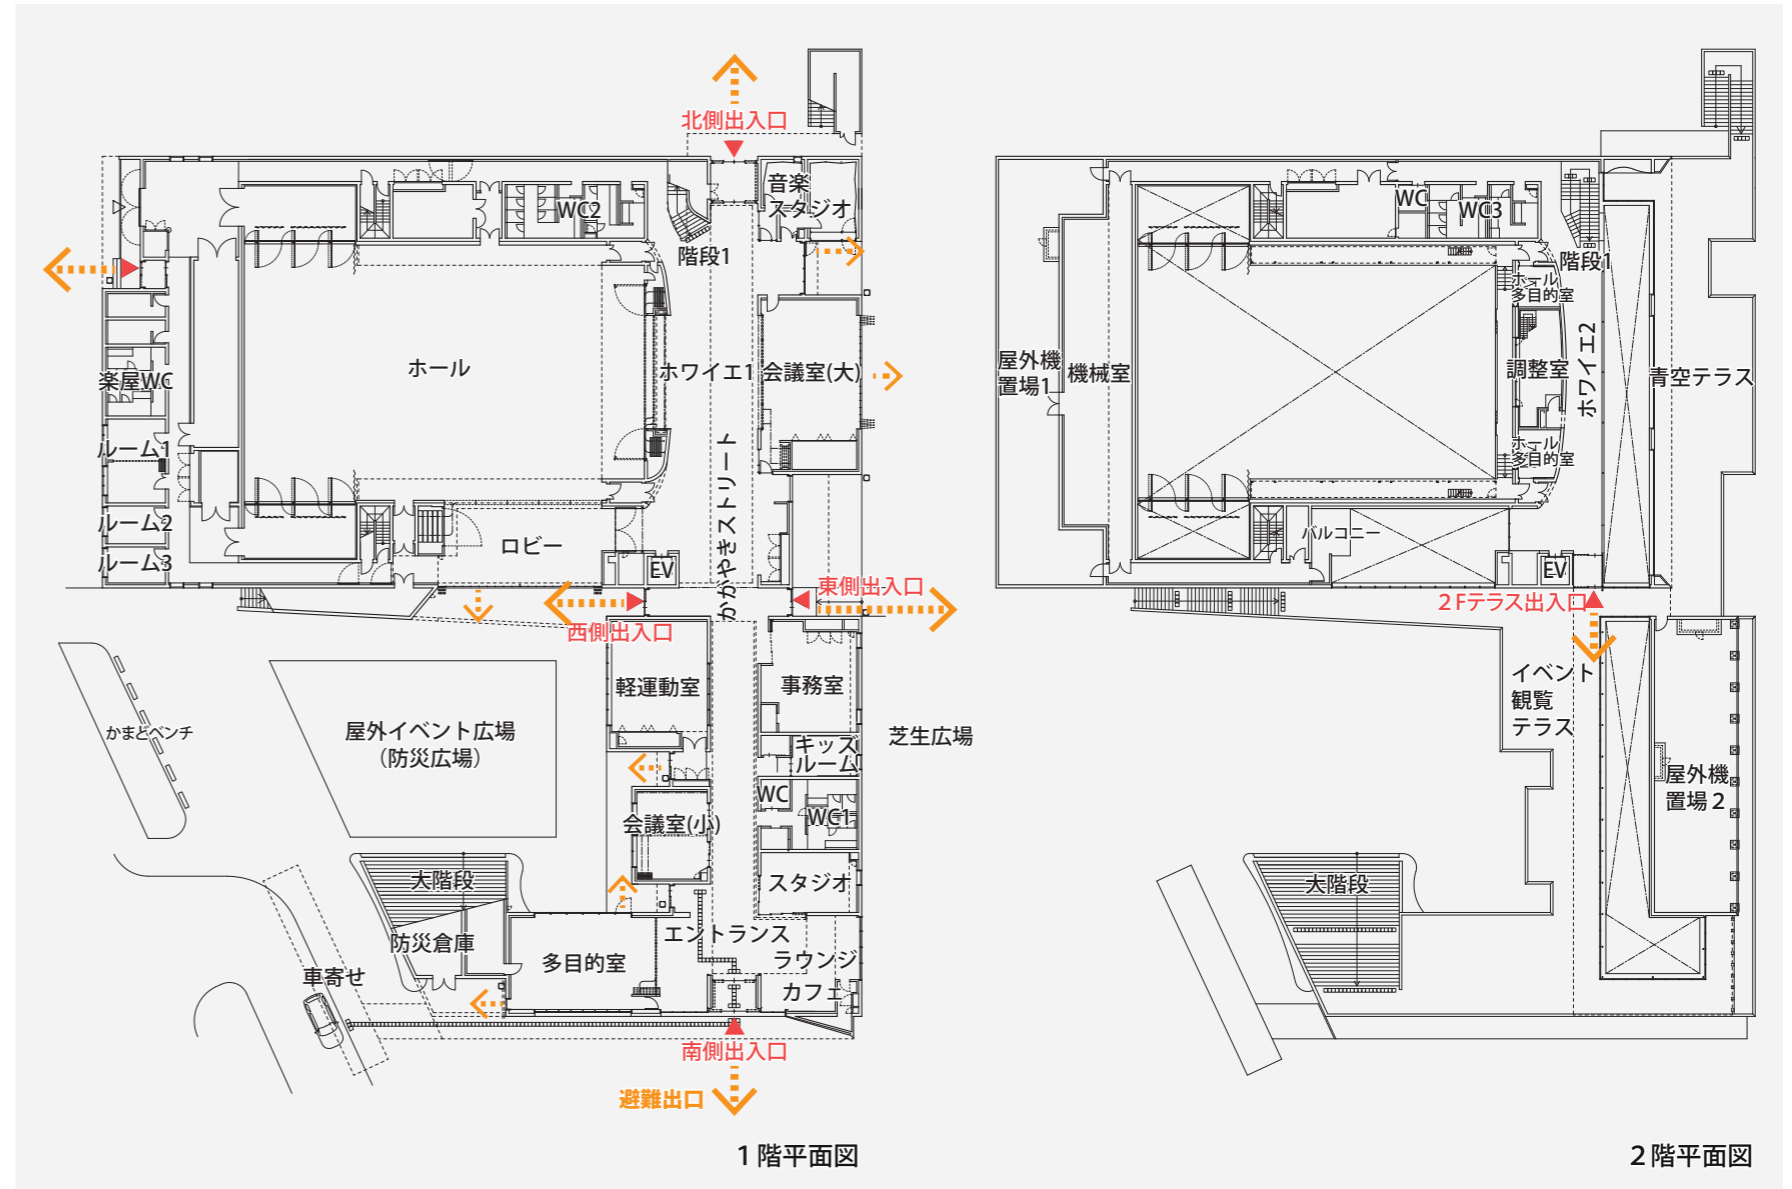 北側出入口
音楽
スタジオ
WC2
階段1
ホール
ホワイエ1
会議室(大)
楽屋WC
ルーム1
ルーム2
ルーム3
かがやきストリート
ロビー
EV
東側出入口
西側出入口
軽運動室
事務室
芝生広場
かまどベンチ
屋外イベント広場
（防災広場）
キッズ
ルーム
WC
WC1
会議室(小)
スタジオ
大階段
防災倉庫
エントランス
多目的室
ラウンジ
カフェ
車寄せ
南側出入口
避難出口
1階平面図
WC
WC3
階段1
ホール
多目的室
ホワイエ2
屋外機
置場1
機械室
調整室
青空テラス
ホール
多目的室
バルコニー
EV
2Fテラス出入口
イベント
観覧
テラス
屋外機
置場2
大階段
2階平面図